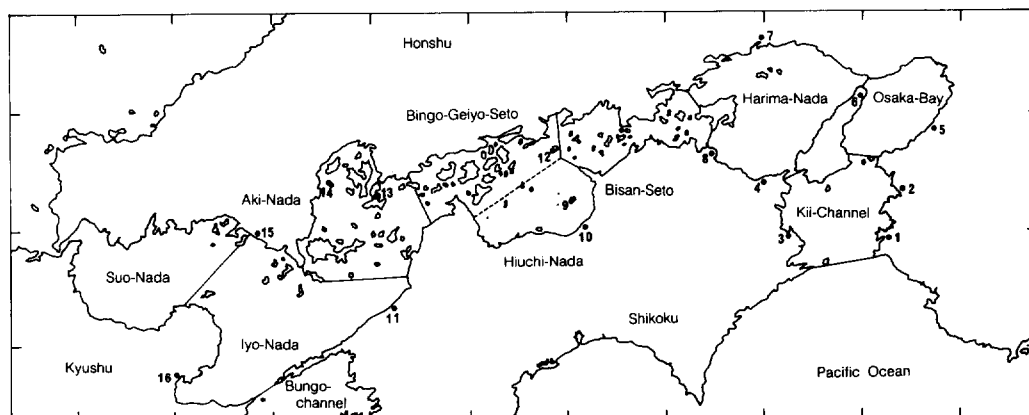 Honshu
7
Harima-Nada
6
Osaka-Bay
5
Bingo-Geiyo-Seto
12
8
4
2
Bisan-Seto
Kii-Channel
Aki-Nada
14
13
9
3
1
15
10
Suo-Nada
Hiuchi-Nada
11
Shikoku
Iyo-Nada
Kyushu
16
Bungo-
channel
Pacific Ocean